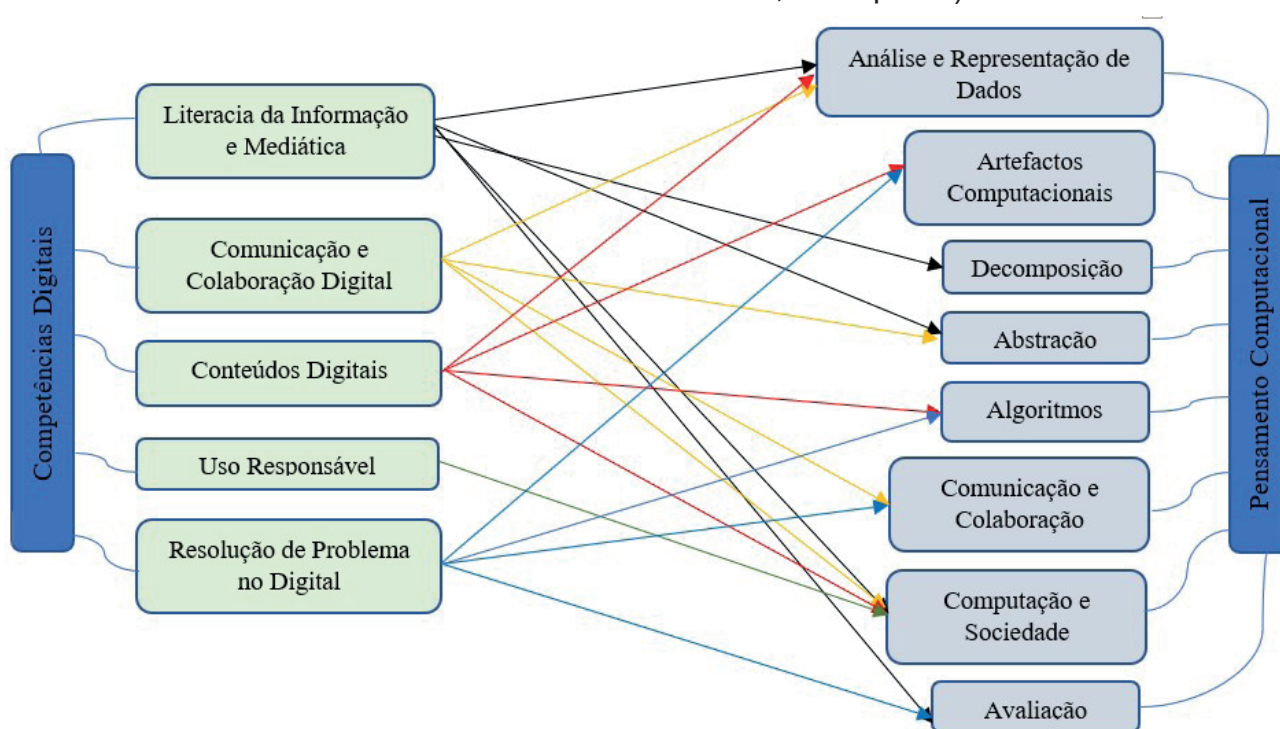 Competências Digitais
Literacia da Informação
e Mediática
Comunicação e
Colaboração Digital
Conteúdos Digitais
Uso Responsável
Resolução de Problema
no Digital
Análise e Representação de
Dados
Artefactos
Computacionais
Decomposição
Abstração
Algoritmos
Comunicação e
Colaboração
Computação e
Sociedade
Avaliação
Pensamento Computacional